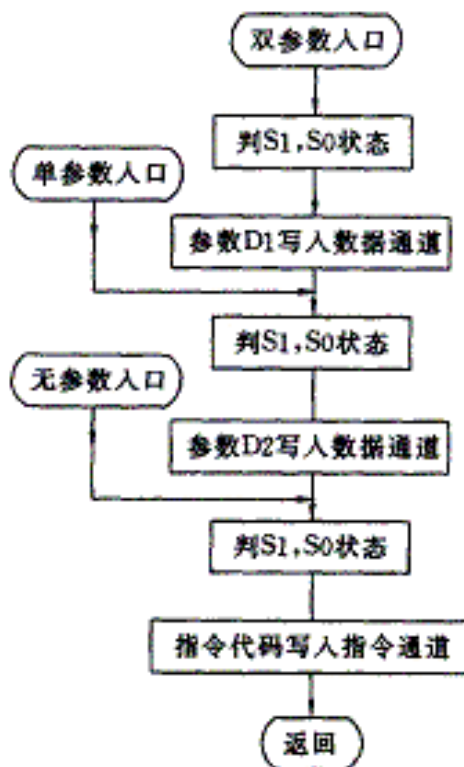 双参数入口
判S1,S0状态
单参数入口
参数D1写入数据通道
判S1,S0状态
无参数入口
参数D2写入数据通道
判S1,S0状态
指令代码写入指令通道
返回